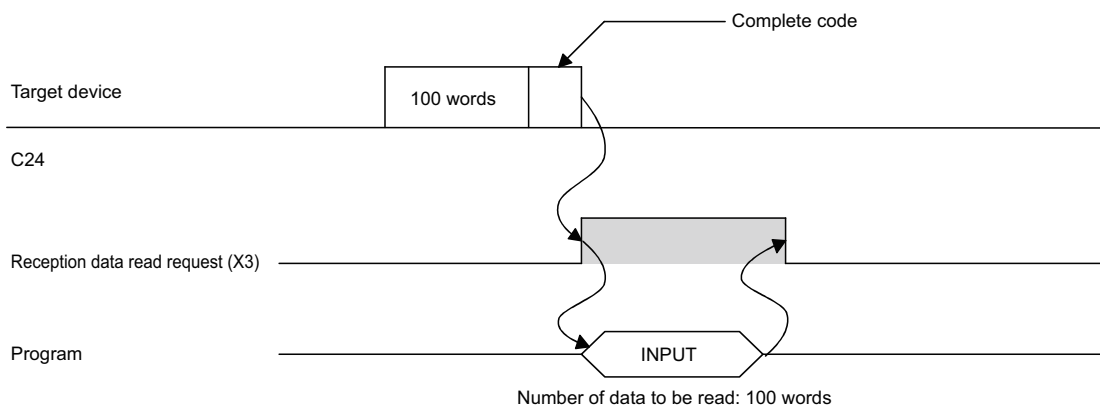 Complete code
Target device
100 words
C24
Reception data read request (X3)
Program
INPUT
Number of data to be read: 100 words